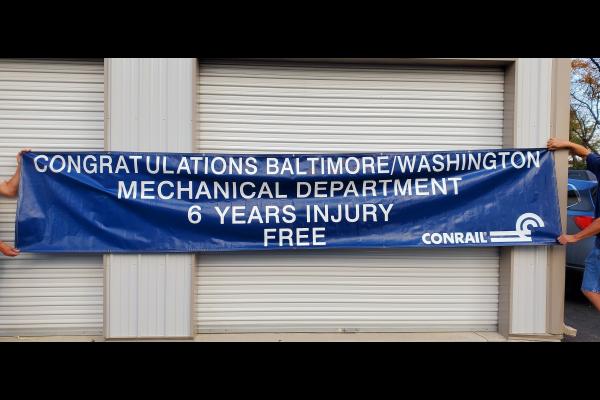 CONGRATULATIONS BALTIMORE/WASHINGTON
MECHANICAL DEPARTMENT
6 YEARS INJURY
FREE
CONRAIL